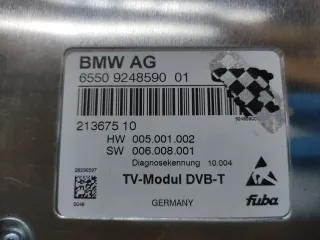 BMW AG
6550 9248590 01
213675 10
HW 005.001.002
SW 006.008.001
Diagnosekennung 10.004
TV-Modul DVB-T
GERMANY
fuba